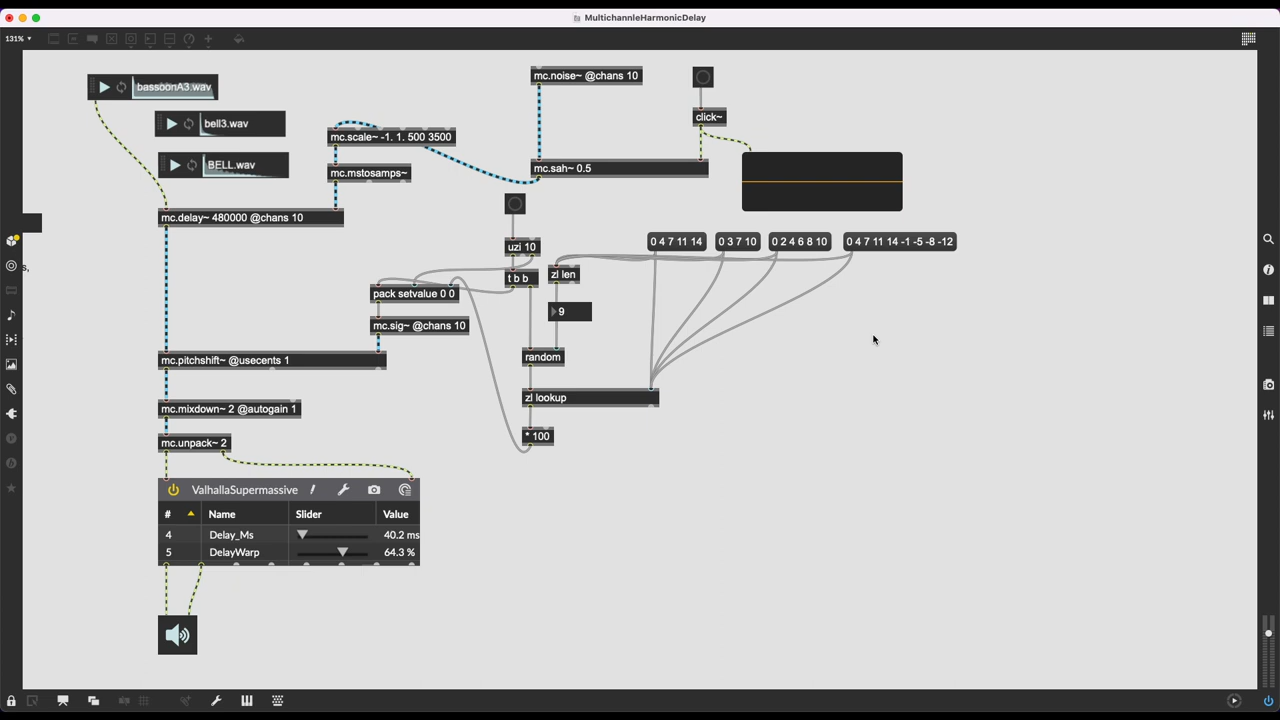 MultichannleHarmonicDelay
131%
bassoonA3.wav
bell3.wav
BELL.wav
mc.scale~ -1. 1. 500 3500
mc.mstosamps~
mc.noise~ @chans 10
click~
mc.sah~ 0.5
mc.delay~ 480000 @chans 10
s,
uzi 10
t b b
zl len
9
0 4 7 11 14
0 3 7 10
0 2 4 6 8 10
0 4 7 11 14 -1 -5 -8 -12
pack setvalue 0 0
mc.sig~ @chans 10
random
mc.pitchshift~ @usecents 1
zl lookup
mc.mixdown~ 2 @autogain 1
* 100
mc.unpack~ 2
ValhallaSupermassive
# Name Slider Value
4 Delay_Ms 40.2 ms
5 DelayWarp 64.3 %